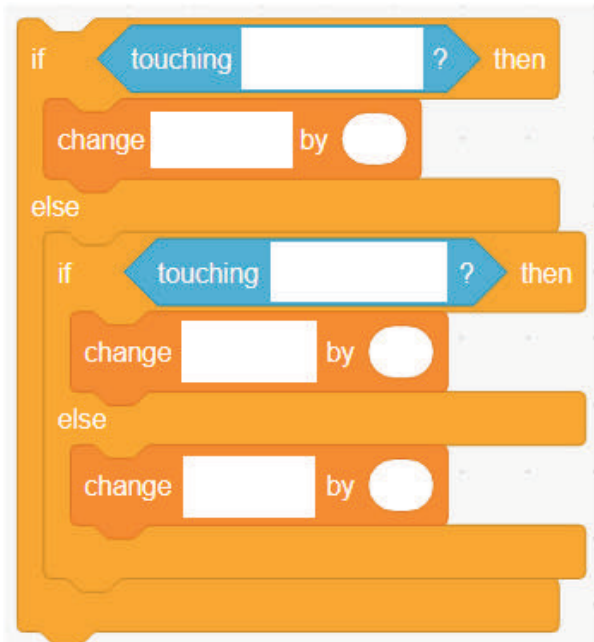 if touching ? then
change by
else
if touching ? then
change by
else
change by